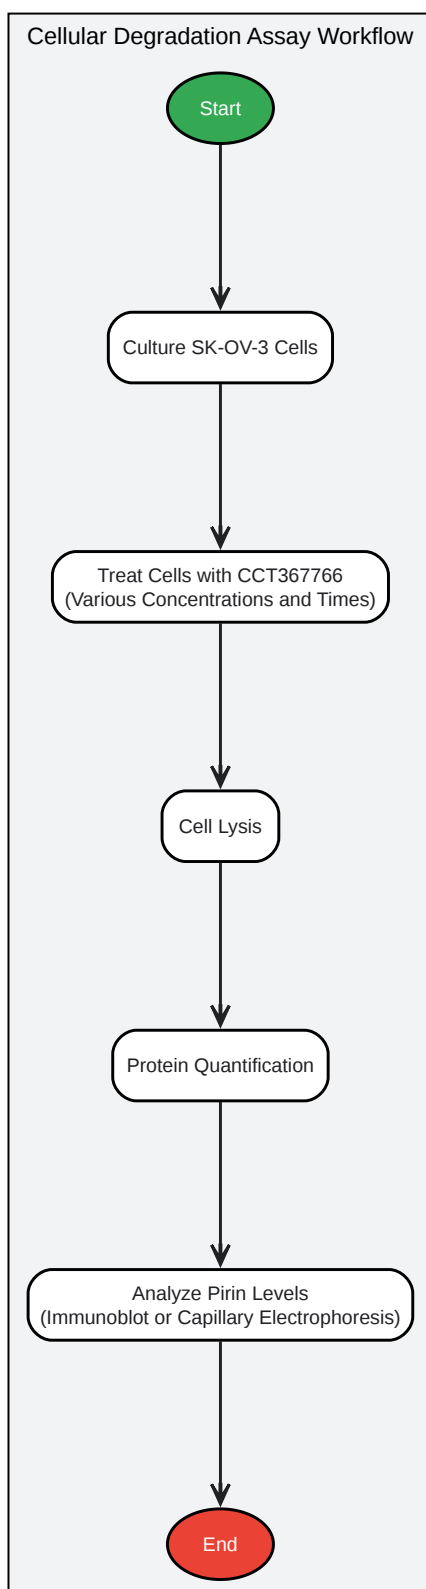 Cellular Degradation Assay Workflow
Start
Culture SK-OV-3 Cells
Treat Cells with CCT367766
(Various Concentrations and Times)
Cell Lysis
Protein Quantification
Analyze Pirin Levels
(Immunoblot or Capillary Electrophoresis)
End